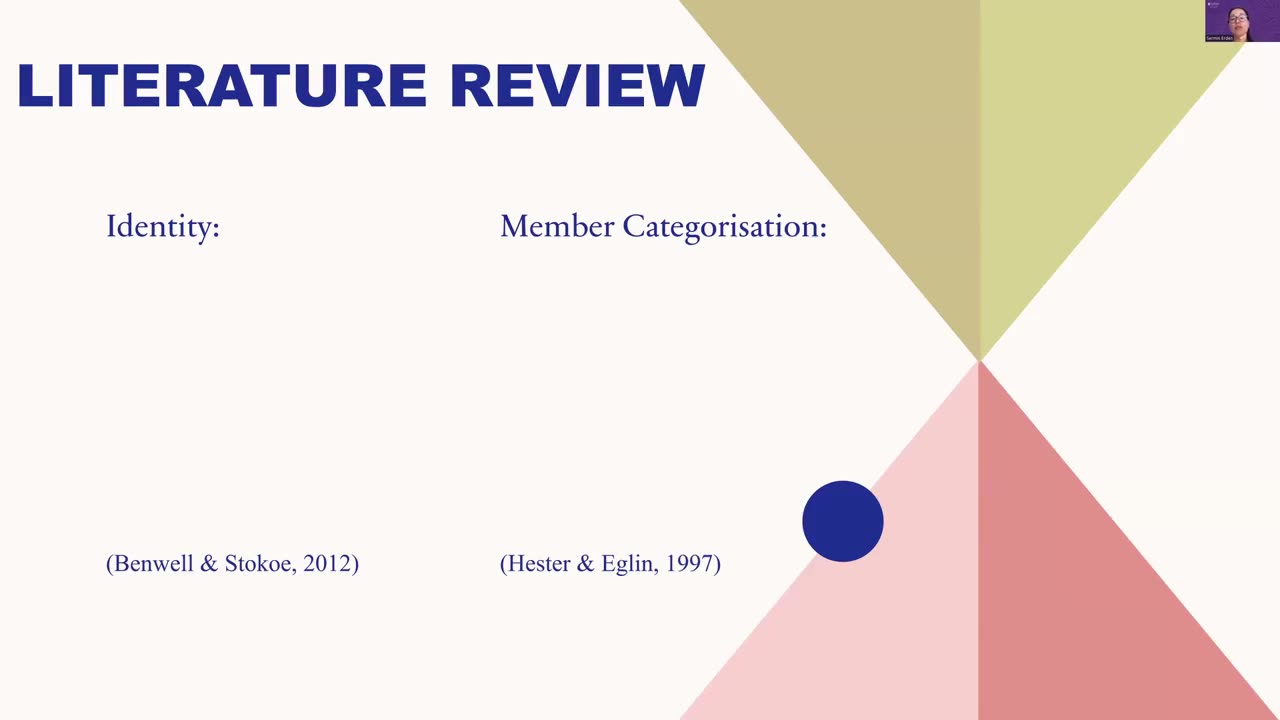 LITERATURE REVIEW
Identity:
Member Categorisation:
(Benwell & Stokoe, 2012)
(Hester & Eglin, 1997)